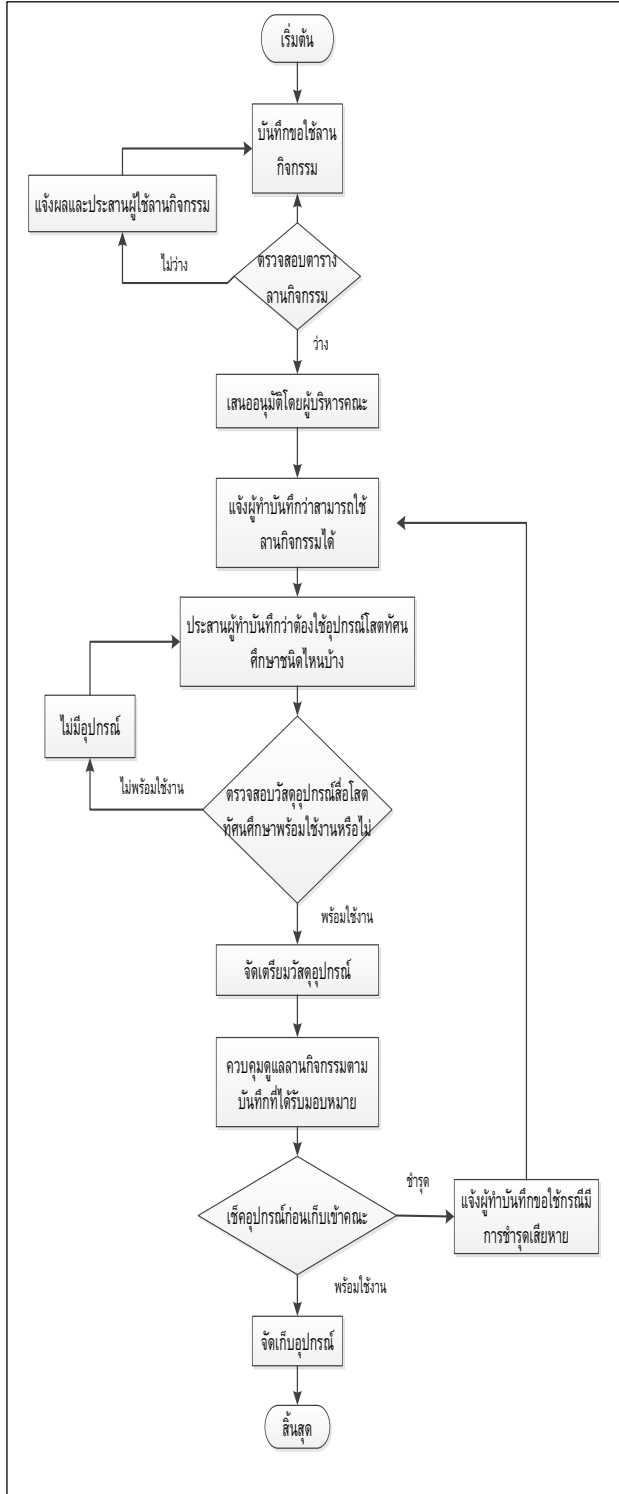 เริ่มต้น
บันทึกขอใช้ลาน
กิจกรรม
แจ้งผลและประสานผู้ใช้ลานกิจกรรม
ไม่ว่าง
ตรวจสอบตาราง
ลานกิจกรรม
ว่าง
เสนออนุมัติโดยผู้บริหารคณะ
แจ้งผู้ทำบันทึกว่าสามารถใช้
ลานกิจกรรมได้
ประสานผู้ทำบันทึกว่าต้องใช้อุปกรณ์โสตทัศน
ศึกษาชนิดไหนบ้าง
ไม่มีอุปกรณ์
ไม่พร้อมใช้งาน
ตรวจสอบวัสดุอุปกรณ์สื่อโสต
ทัศนศึกษาพร้อมใช้งานหรือไม่
พร้อมใช้งาน
จัดเตรียมวัสดุอุปกรณ์
ควบคุมดูแลลานกิจกรรมตาม
บันทึกที่ได้รับมอบหมาย
เช็คอุปกรณ์ก่อนเก็บเข้าคณะ
ชำรุด
แจ้งผู้ทำบันทึกขอใช้กรณีมี
การชำรุดเสียหาย
พร้อมใช้งาน
จัดเก็บอุปกรณ์
สิ้นสุด